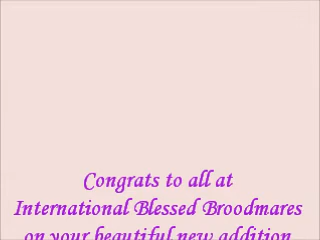 Congrats to all at
International Blessed Broodmares
on your beautiful new addition